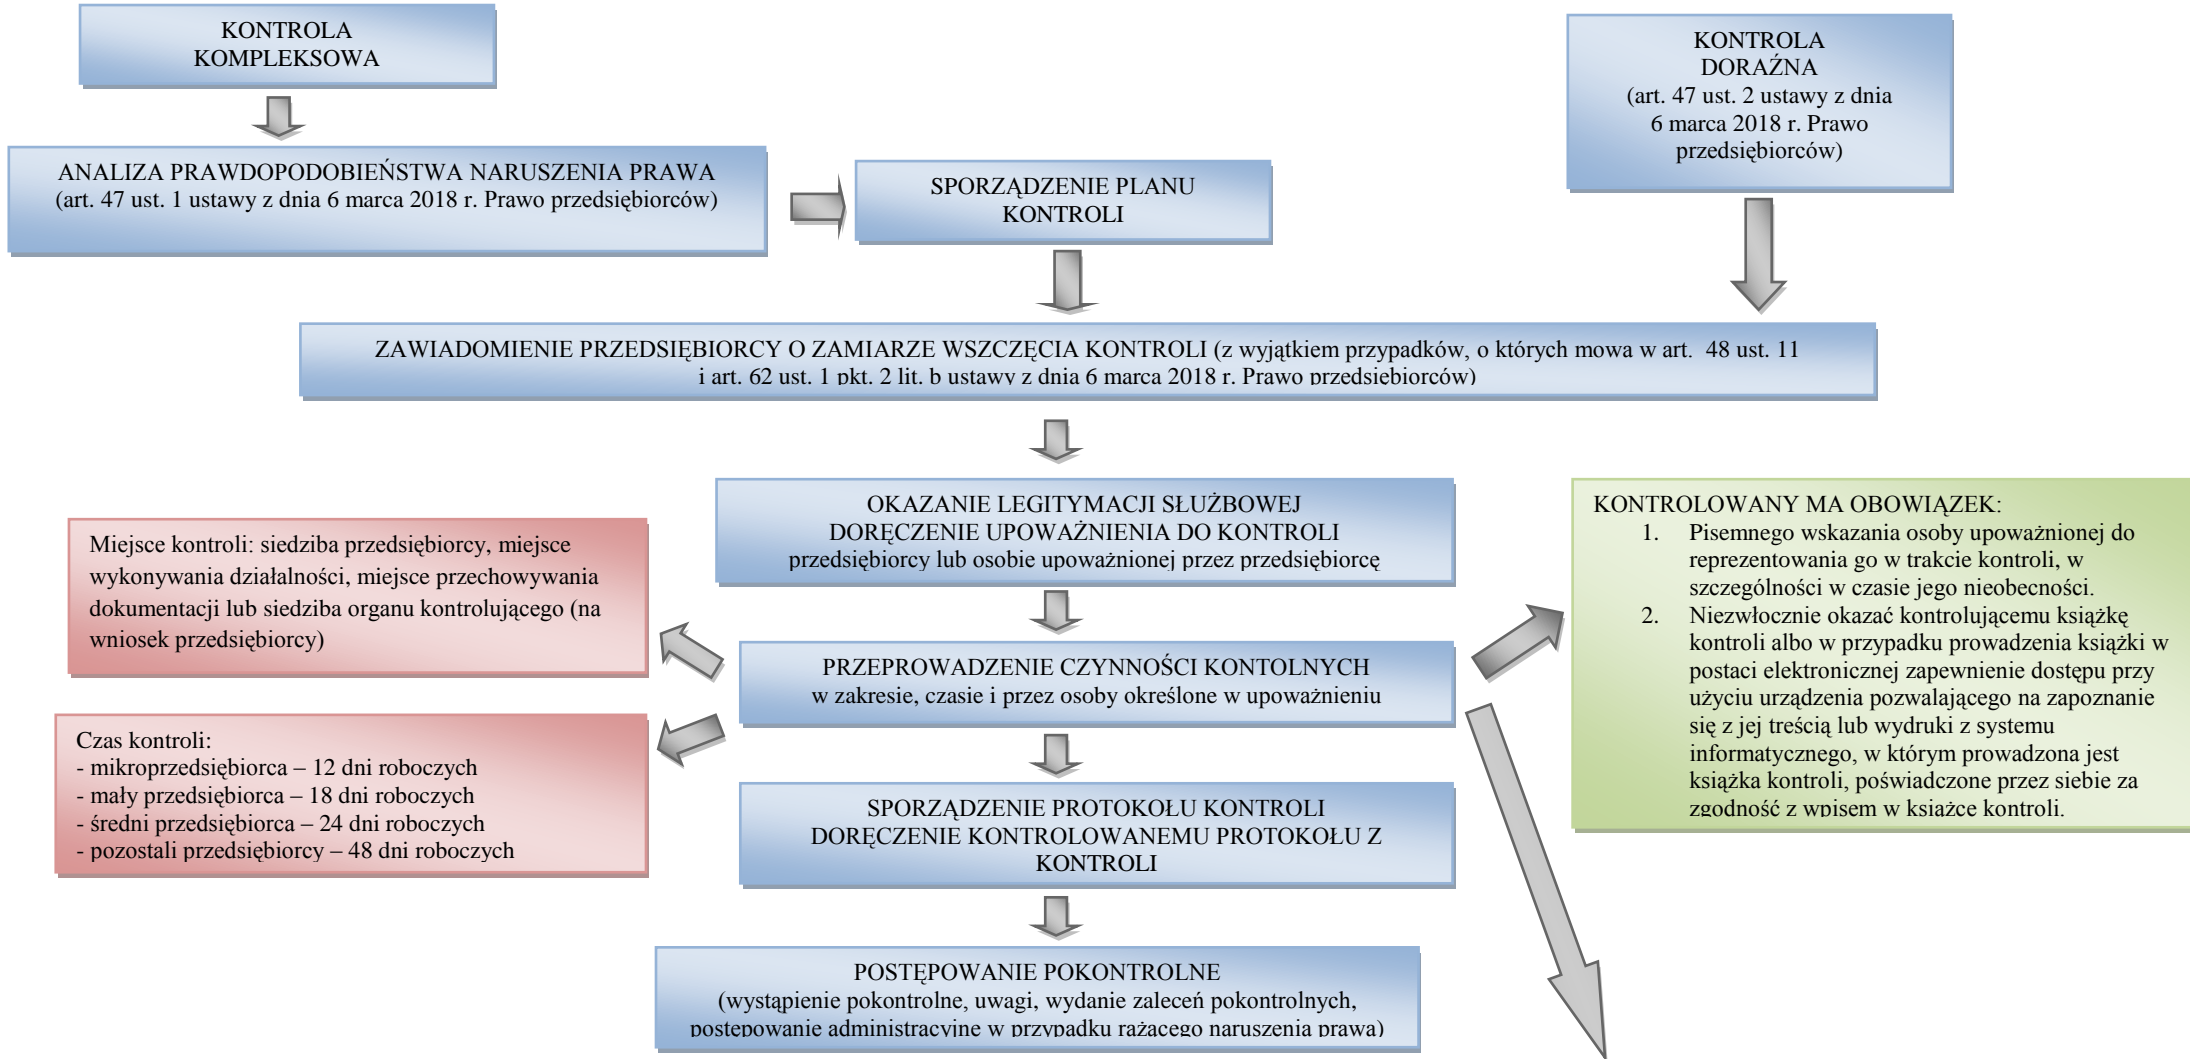 KONTROLA
KOMPLEKSOWA
KONTROLA
DORAŹNA
(art. 47 ust. 2 ustawy z dnia
6 marca 2018 r. Prawo
przedsiębiorców)
ANALIZA PRAWDOPODOBIEŃSTWA NARUSZENIA PRAWA
(art. 47 ust. 1 ustawy z dnia 6 marca 2018 r. Prawo przedsiębiorców)
SPORZĄDZENIE PLANU
KONTROLI
ZAWIADOMIENIE PRZEDSIĘBIORCY O ZAMIARZE WSZCZĘCIA KONTROLI (z wyjątkiem przypadków, o których mowa w art. 48 ust. 11
i art. 62 ust. 1 pkt. 2 lit. b ustawy z dnia 6 marca 2018 r. Prawo przedsiębiorców)
OKAZANIE LEGITYMACJI SŁUŻBOWEJ
DORĘCZENIE UPOWAŻNIENIA DO KONTROLI
przedsiębiorcy lub osobie upoważnionej przez przedsiębiorcę
Miejsce kontroli: siedziba przedsiębiorcy, miejsce
wykonywania działalności, miejsce przechowywania
dokumentacji lub siedziba organu kontrolującego (na
wniosek przedsiębiorcy)
KONTROLOWANY MA OBOWIĄZEK:
1. Pisemnego wskazania osoby upoważnionej do
reprezentowania go w trakcie kontroli, w
szczególności w czasie jego nieobecności.
2. Niezwłocznie okazać kontrolującemu książkę
kontroli albo w przypadku prowadzenia książki w
postaci elektronicznej zapewnienie dostępu przy
użyciu urządzenia pozwalającego na zapoznanie
się z jej treścią lub wydruki z systemu
informatycznego, w którym prowadzona jest
książka kontroli, poświadczone przez siebie za
zgodność z wpisem w książce kontroli.
PRZEPROWADZENIE CZYNNOŚCI KONTOLNYCH
w zakresie, czasie i przez osoby określone w upoważnieniu
Czas kontroli:
- mikroprzedsiębiorca – 12 dni roboczych
- mały przedsiębiorca – 18 dni roboczych
- średni przedsiębiorca – 24 dni roboczych
- pozostali przedsiębiorcy – 48 dni roboczych
SPORZĄDZENIE PROTOKOŁU KONTROLI
DORĘCZENIE KONTROLOWANEMU PROTOKOŁU Z
KONTROLI
POSTĘPOWANIE POKONTROLNE
(wystąpienie pokontrolne, uwagi, wydanie zaleceń pokontrolnych,
postępowanie administracyjne w przypadku rażącego naruszenia prawa)